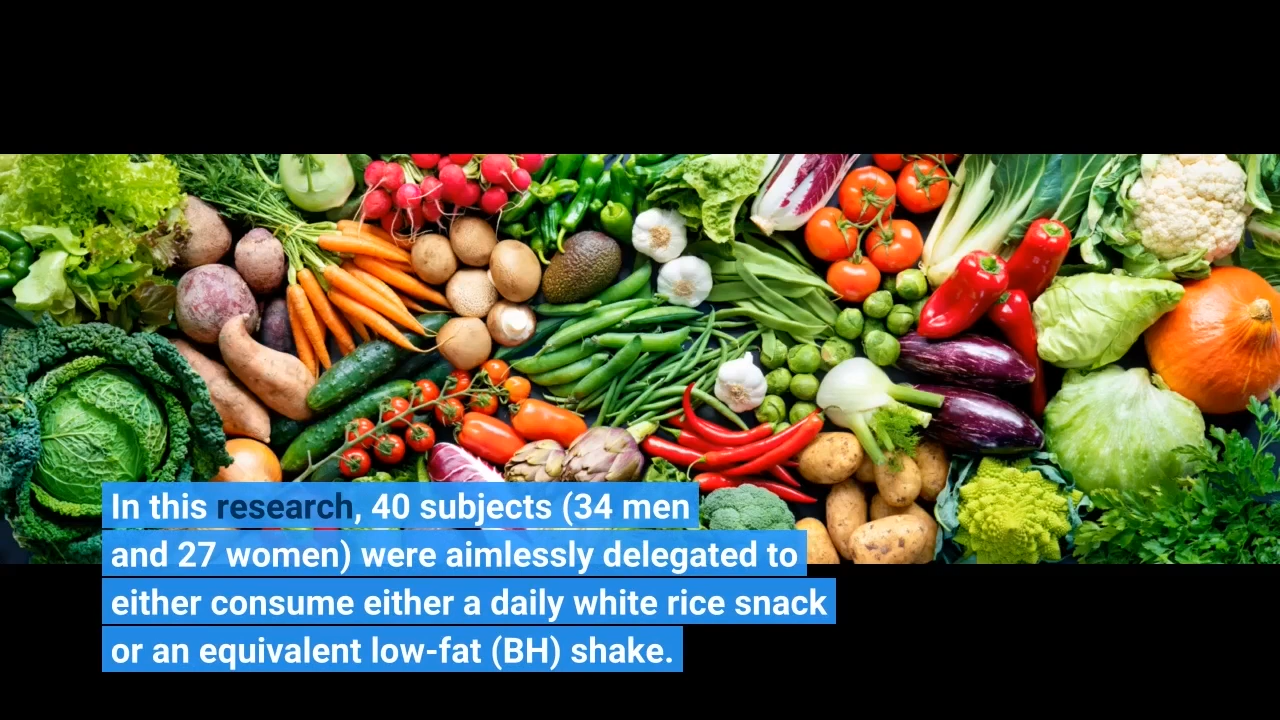 In this research, 40 subjects (34 men
and 27 women) were aimlessly delegated to
either consume either a daily white rice snack
or an equivalent low-fat (BH) shake.